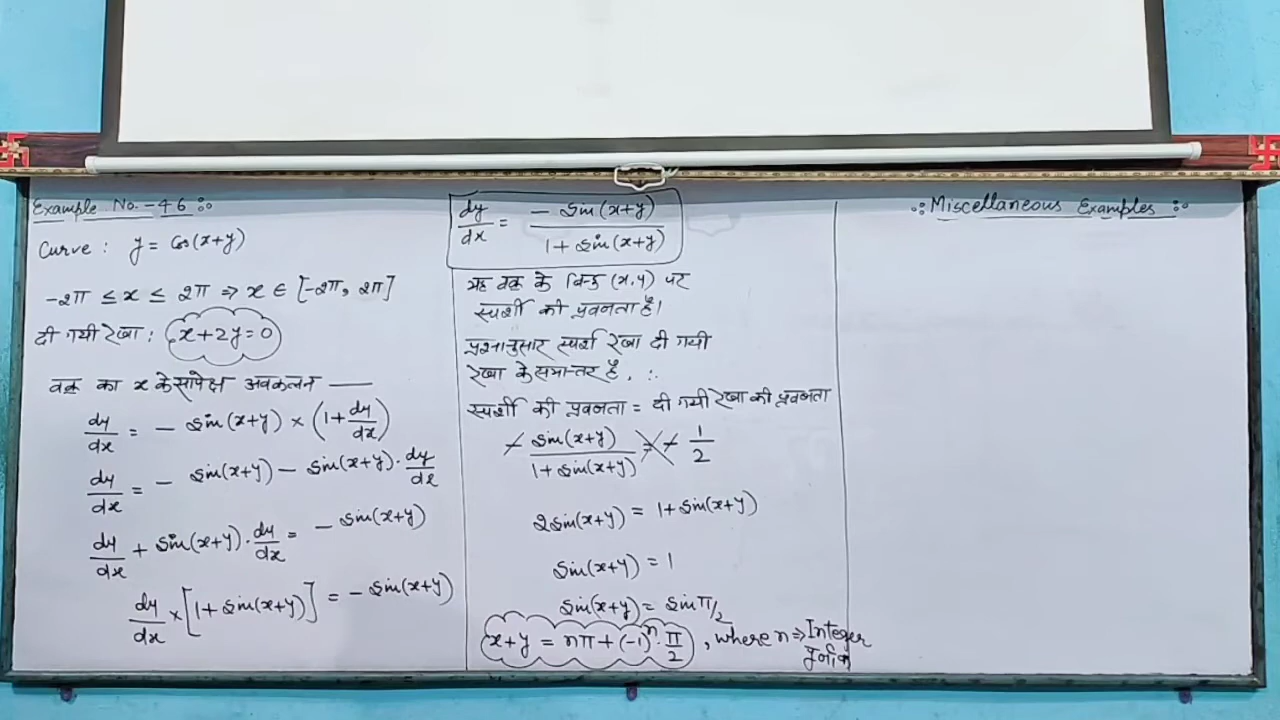 Example No. - 46 :-
Curve : y = Cos(x+y)
-2π ≤ x ≤ 2π ⇒ x ∈ [-2π, 2π]
दी गयी रेखा : x+2y=0
वक्र का x के सापेक्ष अवकलन —
dy/dx = - Sin(x+y) × (1+dy/dx)
dy/dx = - Sin(x+y) - Sin(x+y)·dy/dx
dy/dx + Sin(x+y)·dy/dx = - Sin(x+y)
dy/dx × [1+Sin(x+y)] = - Sin(x+y)
dy/dx = - Sin(x+y) / 1+Sin(x+y)
यह वक्र के बिन्दु (x,y) पर
स्पर्शी की प्रवणता है।
प्रश्नानुसार स्पर्श रेखा दी गयी
रेखा के समान्तर है, ∴
स्पर्शी की प्रवणता = दी गयी रेखा की प्रवणता
- Sin(x+y) / 1+Sin(x+y) = - 1/2
2Sin(x+y) = 1+Sin(x+y)
Sin(x+y) = 1
Sin(x+y) = Sin π/2
x+y = nπ+(-1)ⁿ·π/2 , where n ⇒ Integer
पूर्णांक
:: Miscellaneous Examples ::